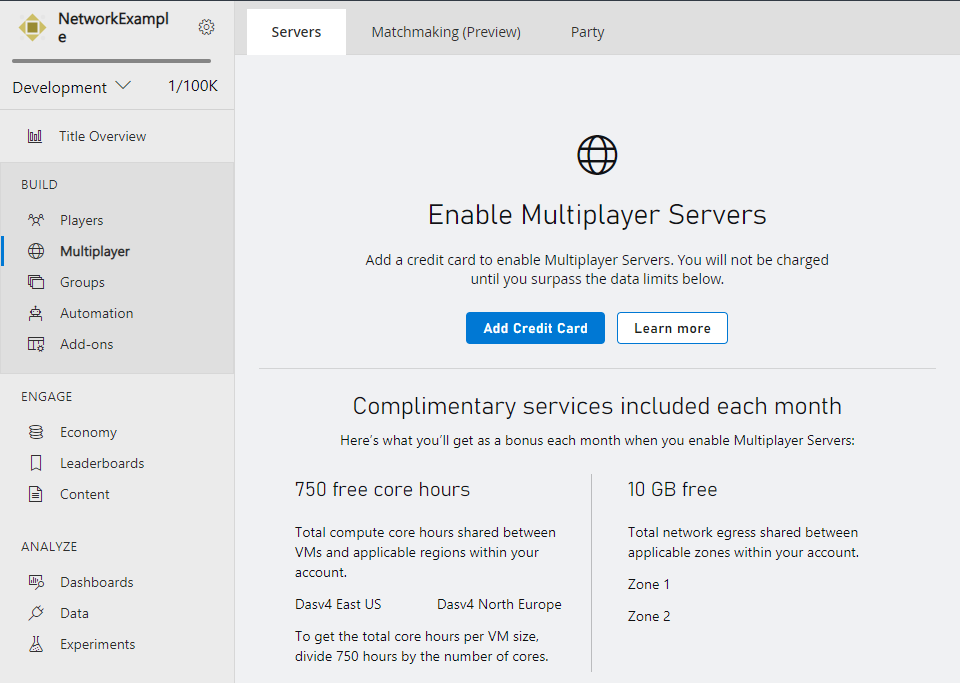 NetworkExampl
e
Development 1/100K
Title Overview
BUILD
Players
Multiplayer
Groups
Automation
Add-ons
ENGAGE
Economy
Leaderboards
Content
ANALYZE
Dashboards
Data
Experiments
Servers Matchmaking (Preview) Party
Enable Multiplayer Servers
Add a credit card to enable Multiplayer Servers. You will not be charged
until you surpass the data limits below.
Add Credit Card Learn more
Complimentary services included each month
Here's what you'll get as a bonus each month when you enable Multiplayer Servers:
750 free core hours
Total compute core hours shared between
VMs and applicable regions within your
account.
Dasv4 East US Dasv4 North Europe
To get the total core hours per VM size,
divide 750 hours by the number of cores.
10 GB free
Total network egress shared between
applicable zones within your account.
Zone 1
Zone 2